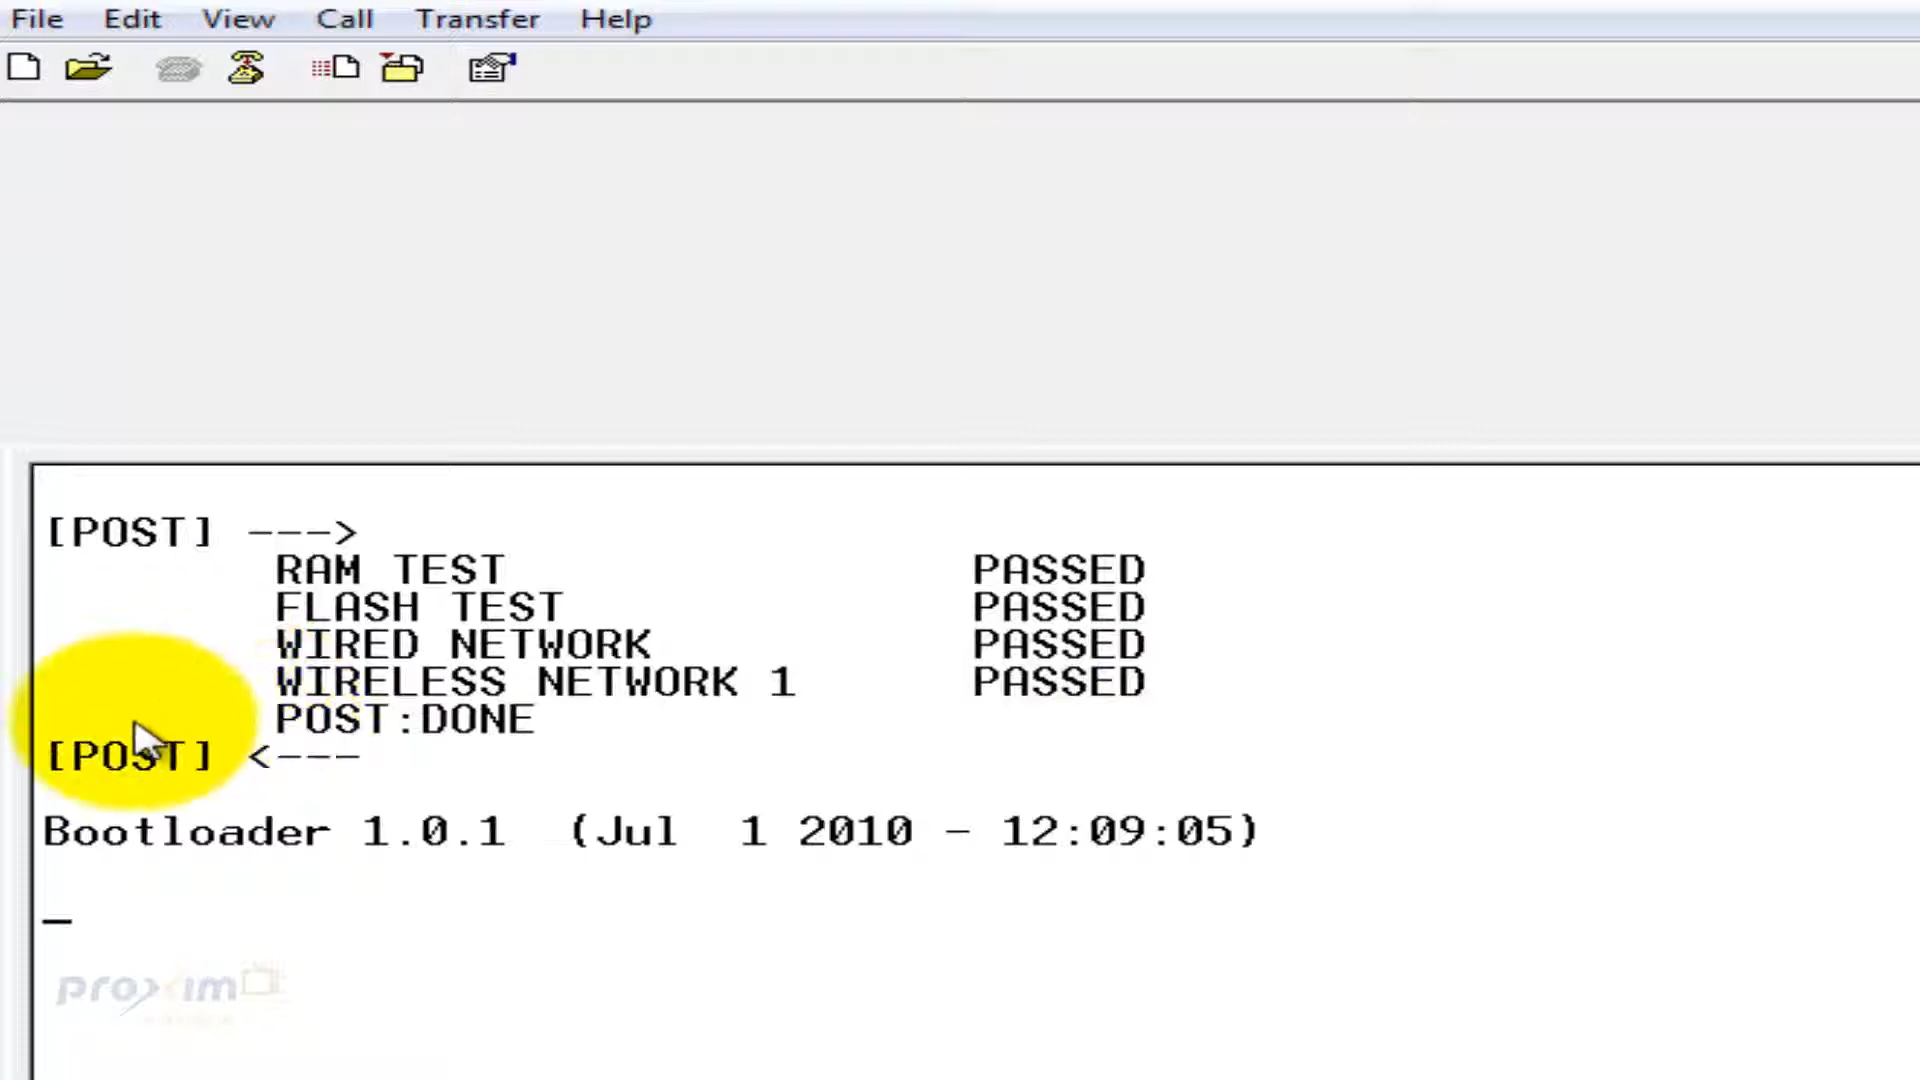 File Edit View Call Transfer Help
[POST] --->
RAM TEST PASSED
FLASH TEST PASSED
WIRED NETWORK PASSED
WIRELESS NETWORK 1 PASSED
POST:DONE
[POST] <---
Bootloader 1.0.1 (Jul 1 2010 - 12:09:05)
_
proxim